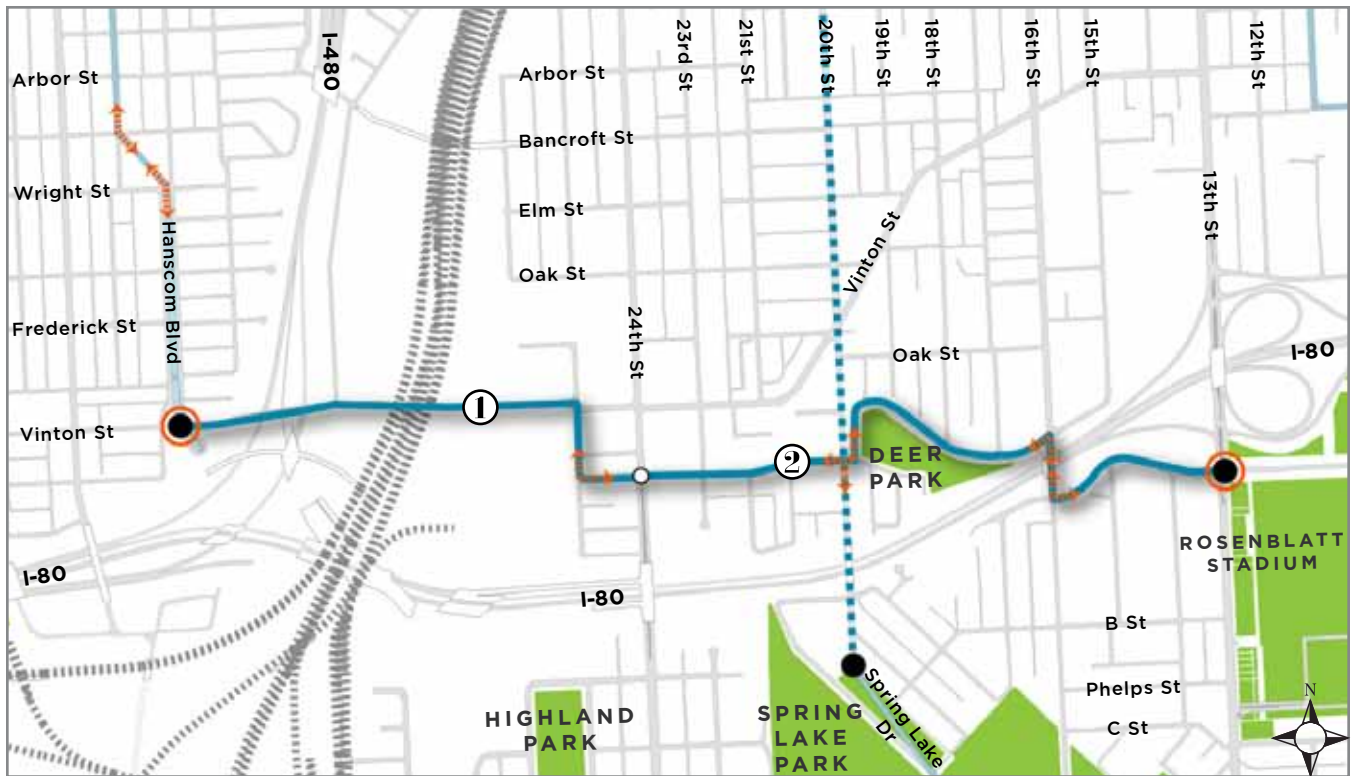 Arbor St
Wright St
Hanscom Blvd
Frederick St
Vinton St
I-80
I-480
Arbor St
Bancroft St
Elm St
Oak St
24th St
23rd St
21st St
20th St
19th St
18th St
16th St
15th St
12th St
13th St
Vinton St
Oak St
I-80
1
2
DEER
PARK
ROSENBLATT
STADIUM
I-80
B St
Phelps St
C St
HIGHLAND
PARK
SPRING
LAKE
PARK
Spring Lake
Dr
N